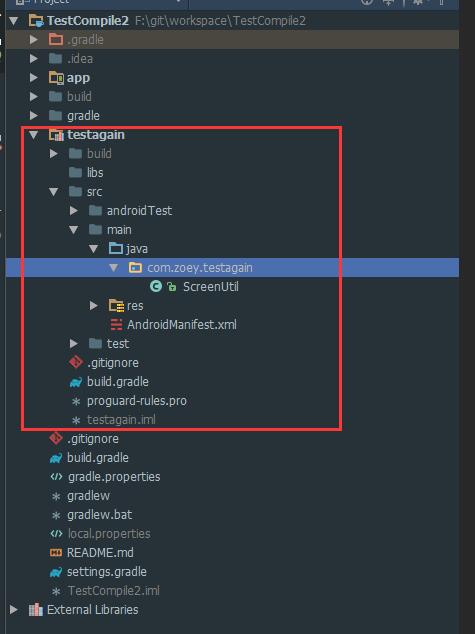 TestCompile2 F:\git\workspace\TestCompile2
.gradle
.idea
app
build
gradle
testagain
build
libs
src
androidTest
main
java
com.zoey.testagain
ScreenUtil
res
AndroidManifest.xml
test
.gitignore
build.gradle
proguard-rules.pro
testagain.iml
.gitignore
build.gradle
gradle.properties
gradlew
gradlew.bat
local.properties
README.md
settings.gradle
TestCompile2.iml
External Libraries